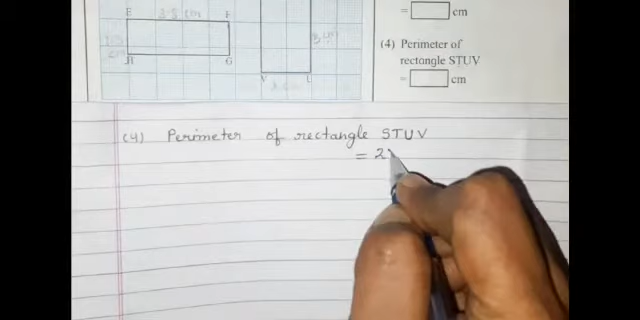 = cm
E F
(4) Perimeter of
rectangle STUV
= cm
H G
V U
(4) Perimeter of rectangle STUV
= 2